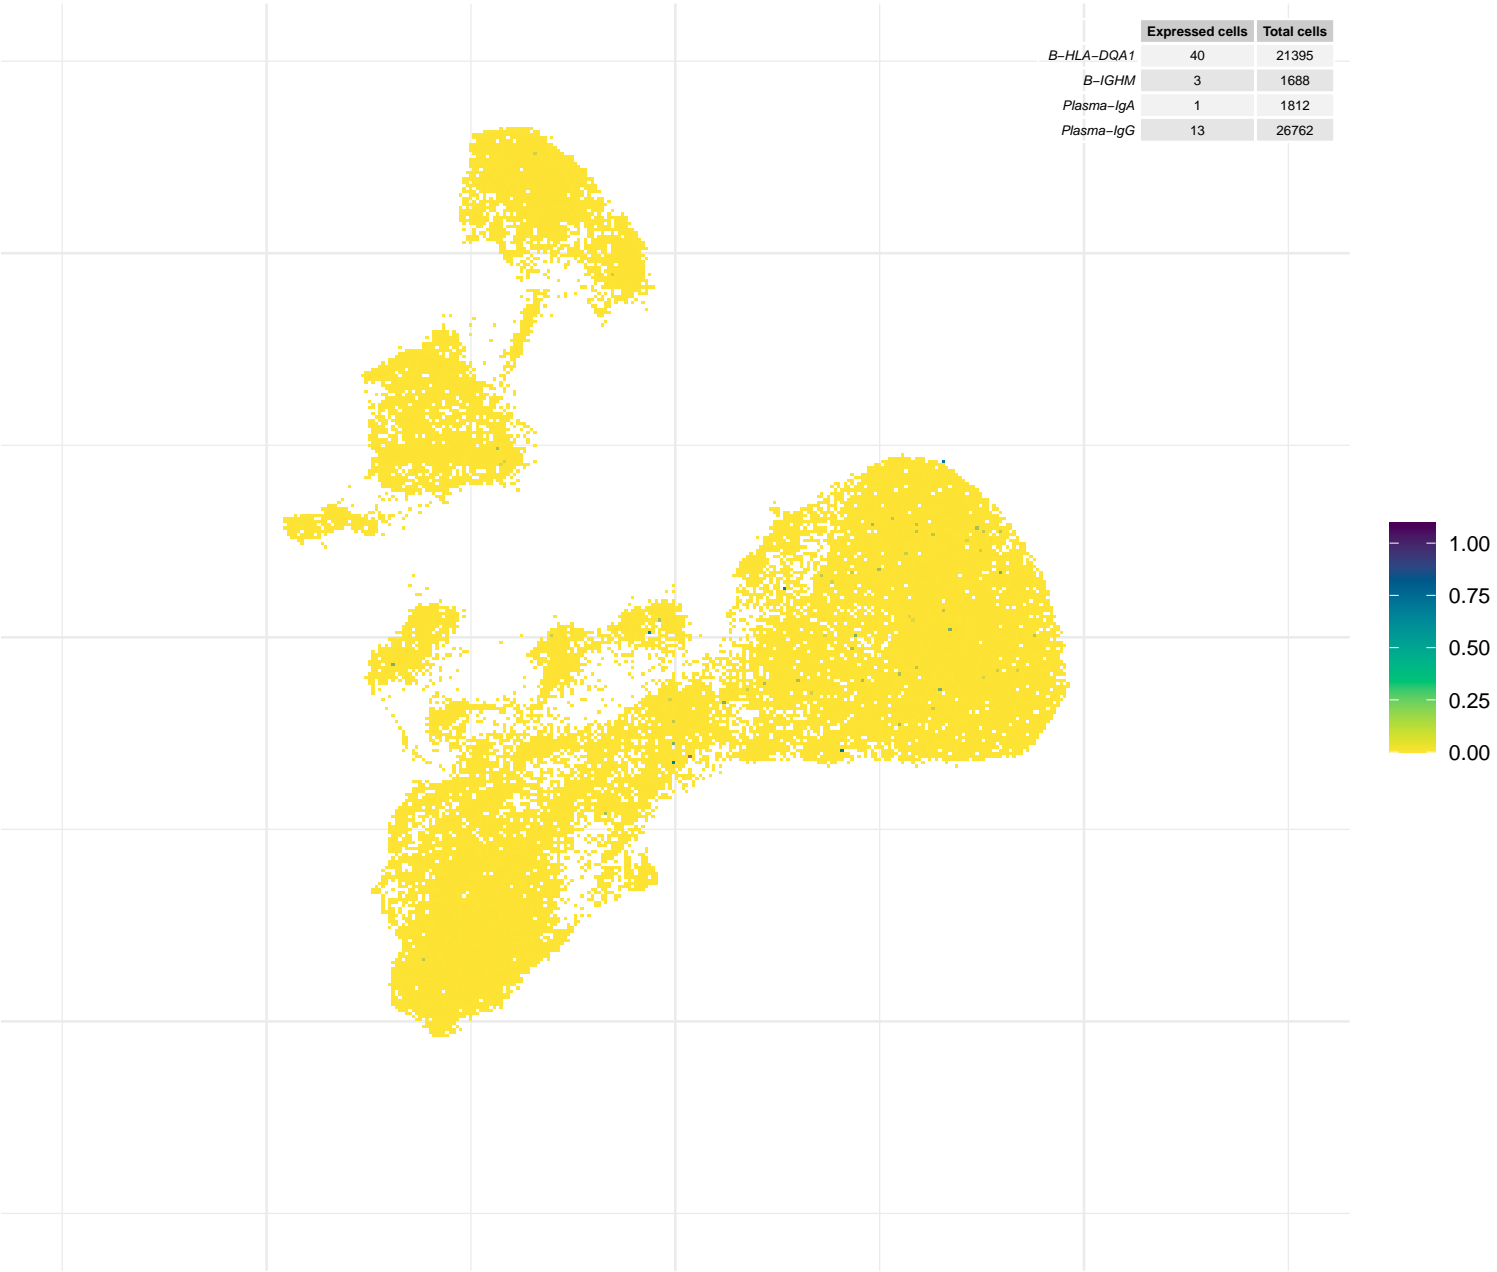 Expressed cells Total cells
B−HLA−DQA1 40 21395
B−IGHM 3 1688
Plasma−IgA 1 1812
Plasma−IgG 13 26762
1.00
0.75
0.50
0.25
0.00